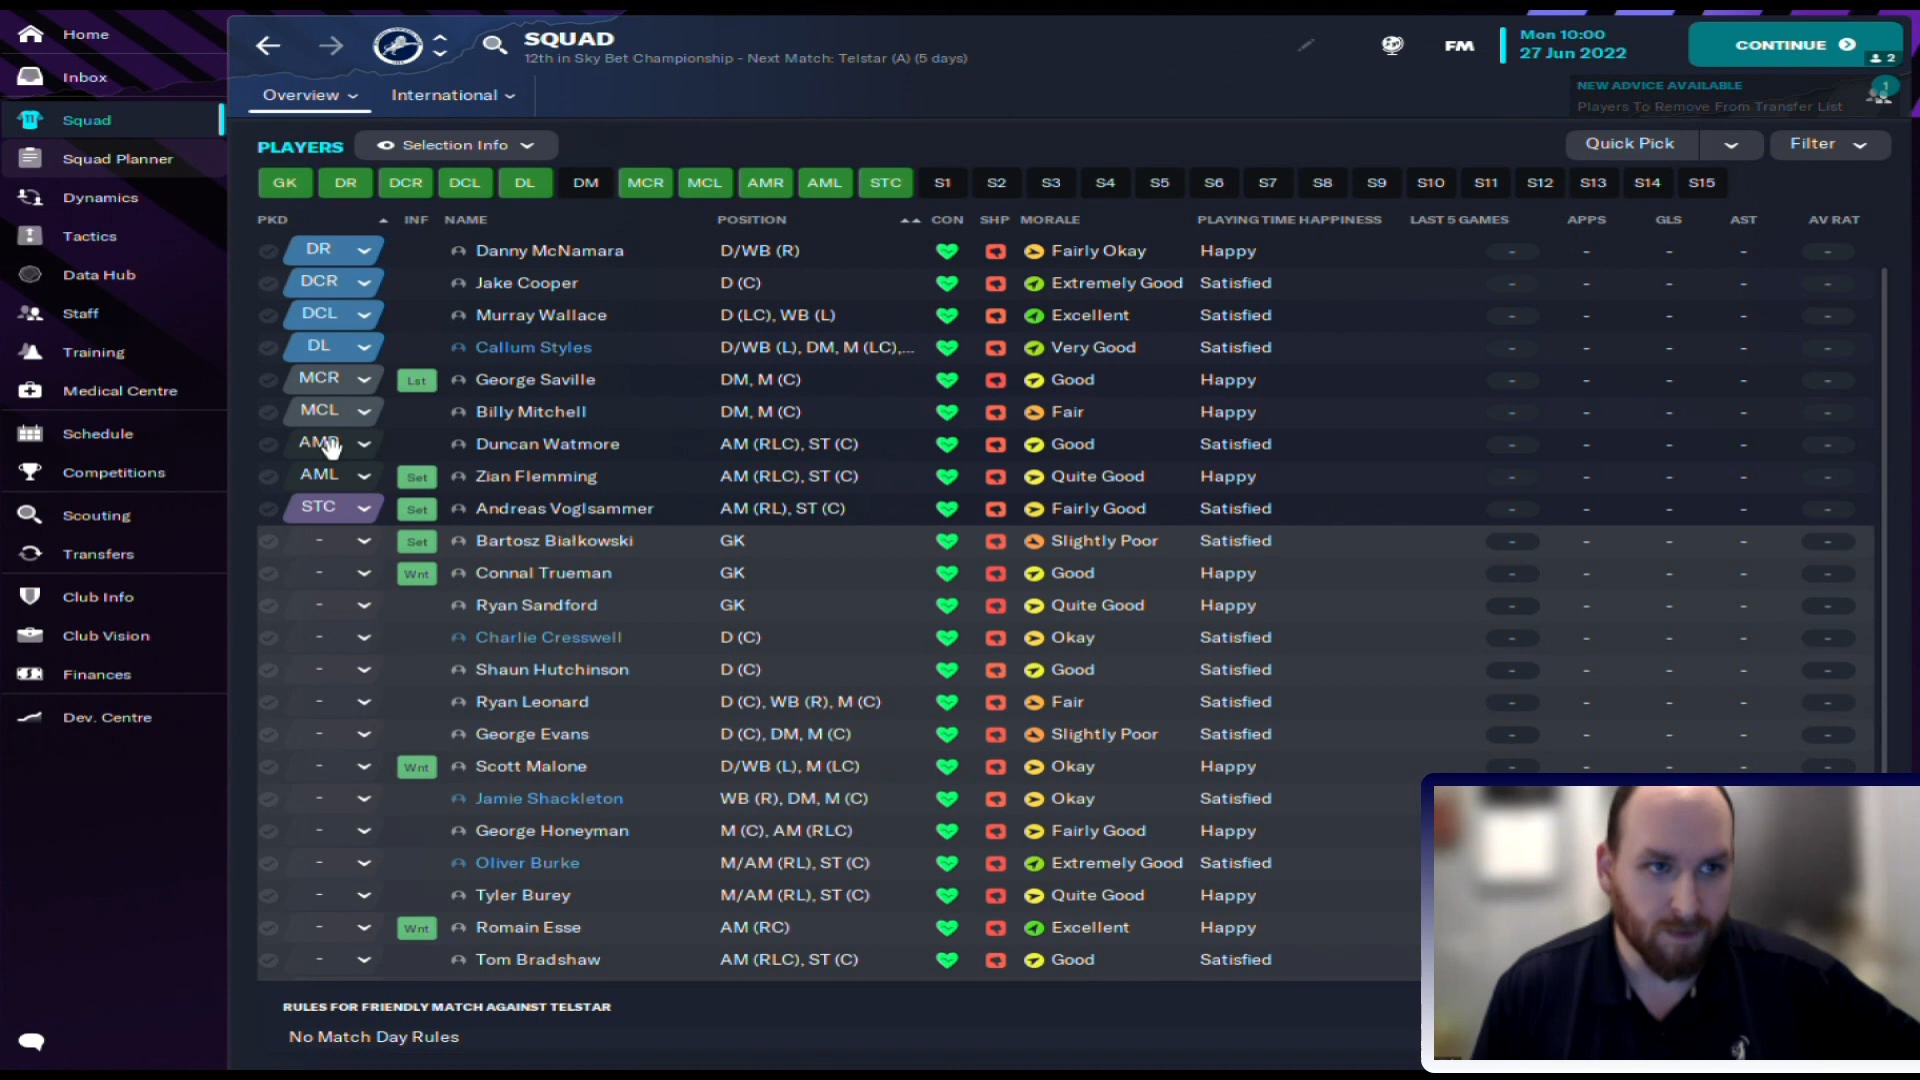 Home
Inbox
Squad
Squad Planner
Dynamics
Tactics
Data Hub
Staff
Training
Medical Centre
Schedule
Competitions
Scouting
Transfers
Club Info
Club Vision
Finances
Dev. Centre
SQUAD
12th in Sky Bet Championship - Next Match: Telstar (A) (5 days)
FM
Mon 10:00
27 Jun 2022
CONTINUE
2
Overview
International
NEW ADVICE AVAILABLE
Players To Remove From Transfer List
1
PLAYERS
Selection Info
Quick Pick
Filter
GK DR DCR DCL DL DM MCR MCL AMR AML STC S1 S2 S3 S4 S5 S6 S7 S8 S9 S10 S11 S12 S13 S14 S15
PKD INF NAME POSITION CON SHP MORALE PLAYING TIME HAPPINESS LAST 5 GAMES APPS GLS AST AV RAT
DR Danny McNamara D/WB (R) Fairly Okay Happy - - - - -
DCR Jake Cooper D (C) Extremely Good Satisfied - - - - -
DCL Murray Wallace D (LC), WB (L) Excellent Satisfied - - - - -
DL Callum Styles D/WB (L), DM, M (LC),... Very Good Satisfied - - - - -
MCR Lst George Saville DM, M (C) Good Happy - - - - -
MCL Billy Mitchell DM, M (C) Fair Happy - - - - -
Duncan Watmore AM (RLC), ST (C) Good Satisfied - - - - -
AML Set Zian Flemming AM (RLC), ST (C) Quite Good Satisfied - - - - -
STC Set Andreas Voglsammer AM (RL), ST (C) Fairly Good Satisfied - - - - -
- Set Bartosz Bialkowski GK Slightly Poor Satisfied - - - - -
- Wnt Connal Trueman GK Good Happy - - - - -
- Ryan Sandford GK Quite Good Happy - - - - -
- Charlie Cresswell D (C) Okay Satisfied - - - - -
- Shaun Hutchinson D (C) Good Satisfied - - - - -
- Ryan Leonard D (C), WB (R), M (C) Fair Satisfied - - - - -
- George Evans D (C), DM, M (C) Slightly Poor Satisfied - - - - -
- Wnt Scott Malone D/WB (L), M (LC) Okay Happy - - - - -
- Jamie Shackleton WB (R), DM, M (C) Okay Satisfied
- George Honeyman M (C), AM (RLC) Fairly Good Happy
- Oliver Burke M/AM (RL), ST (C) Extremely Good Satisfied
- Tyler Burey M/AM (RL), ST (C) Quite Good Happy
- Wnt Romain Esse AM (RC) Excellent Happy
- Tom Bradshaw AM (RLC), ST (C) Good Satisfied
RULES FOR FRIENDLY MATCH AGAINST TELSTAR
No Match Day Rules